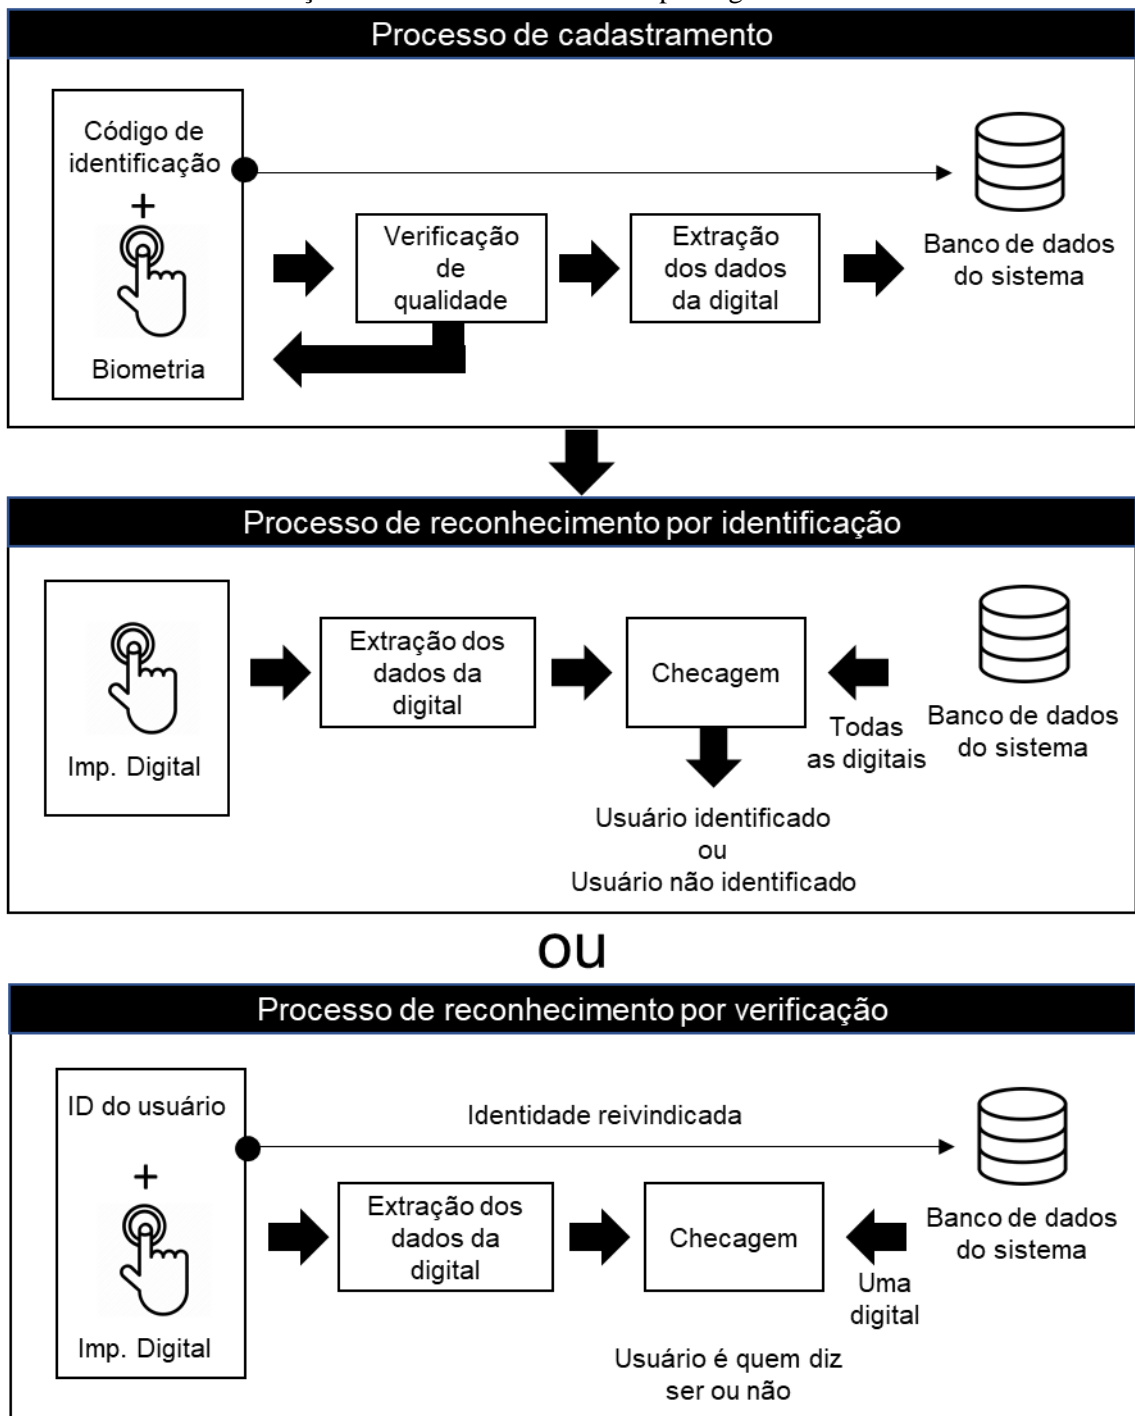 Processo de cadastramento
Código de
identificação
+
Biometria
Verificação
de
qualidade
Extração
dos dados
da digital
Banco de dados
do sistema
Processo de reconhecimento por identificação
Imp. Digital
Extração dos
dados da
digital
Checagem
Todas
as digitais
Banco de dados
do sistema
Usuário identificado
ou
Usuário não identificado
ou
Processo de reconhecimento por verificação
ID do usuário
+
Imp. Digital
Identidade reivindicada
Extração dos
dados da
digital
Checagem
Uma
digital
Banco de dados
do sistema
Usuário é quem diz
ser ou não